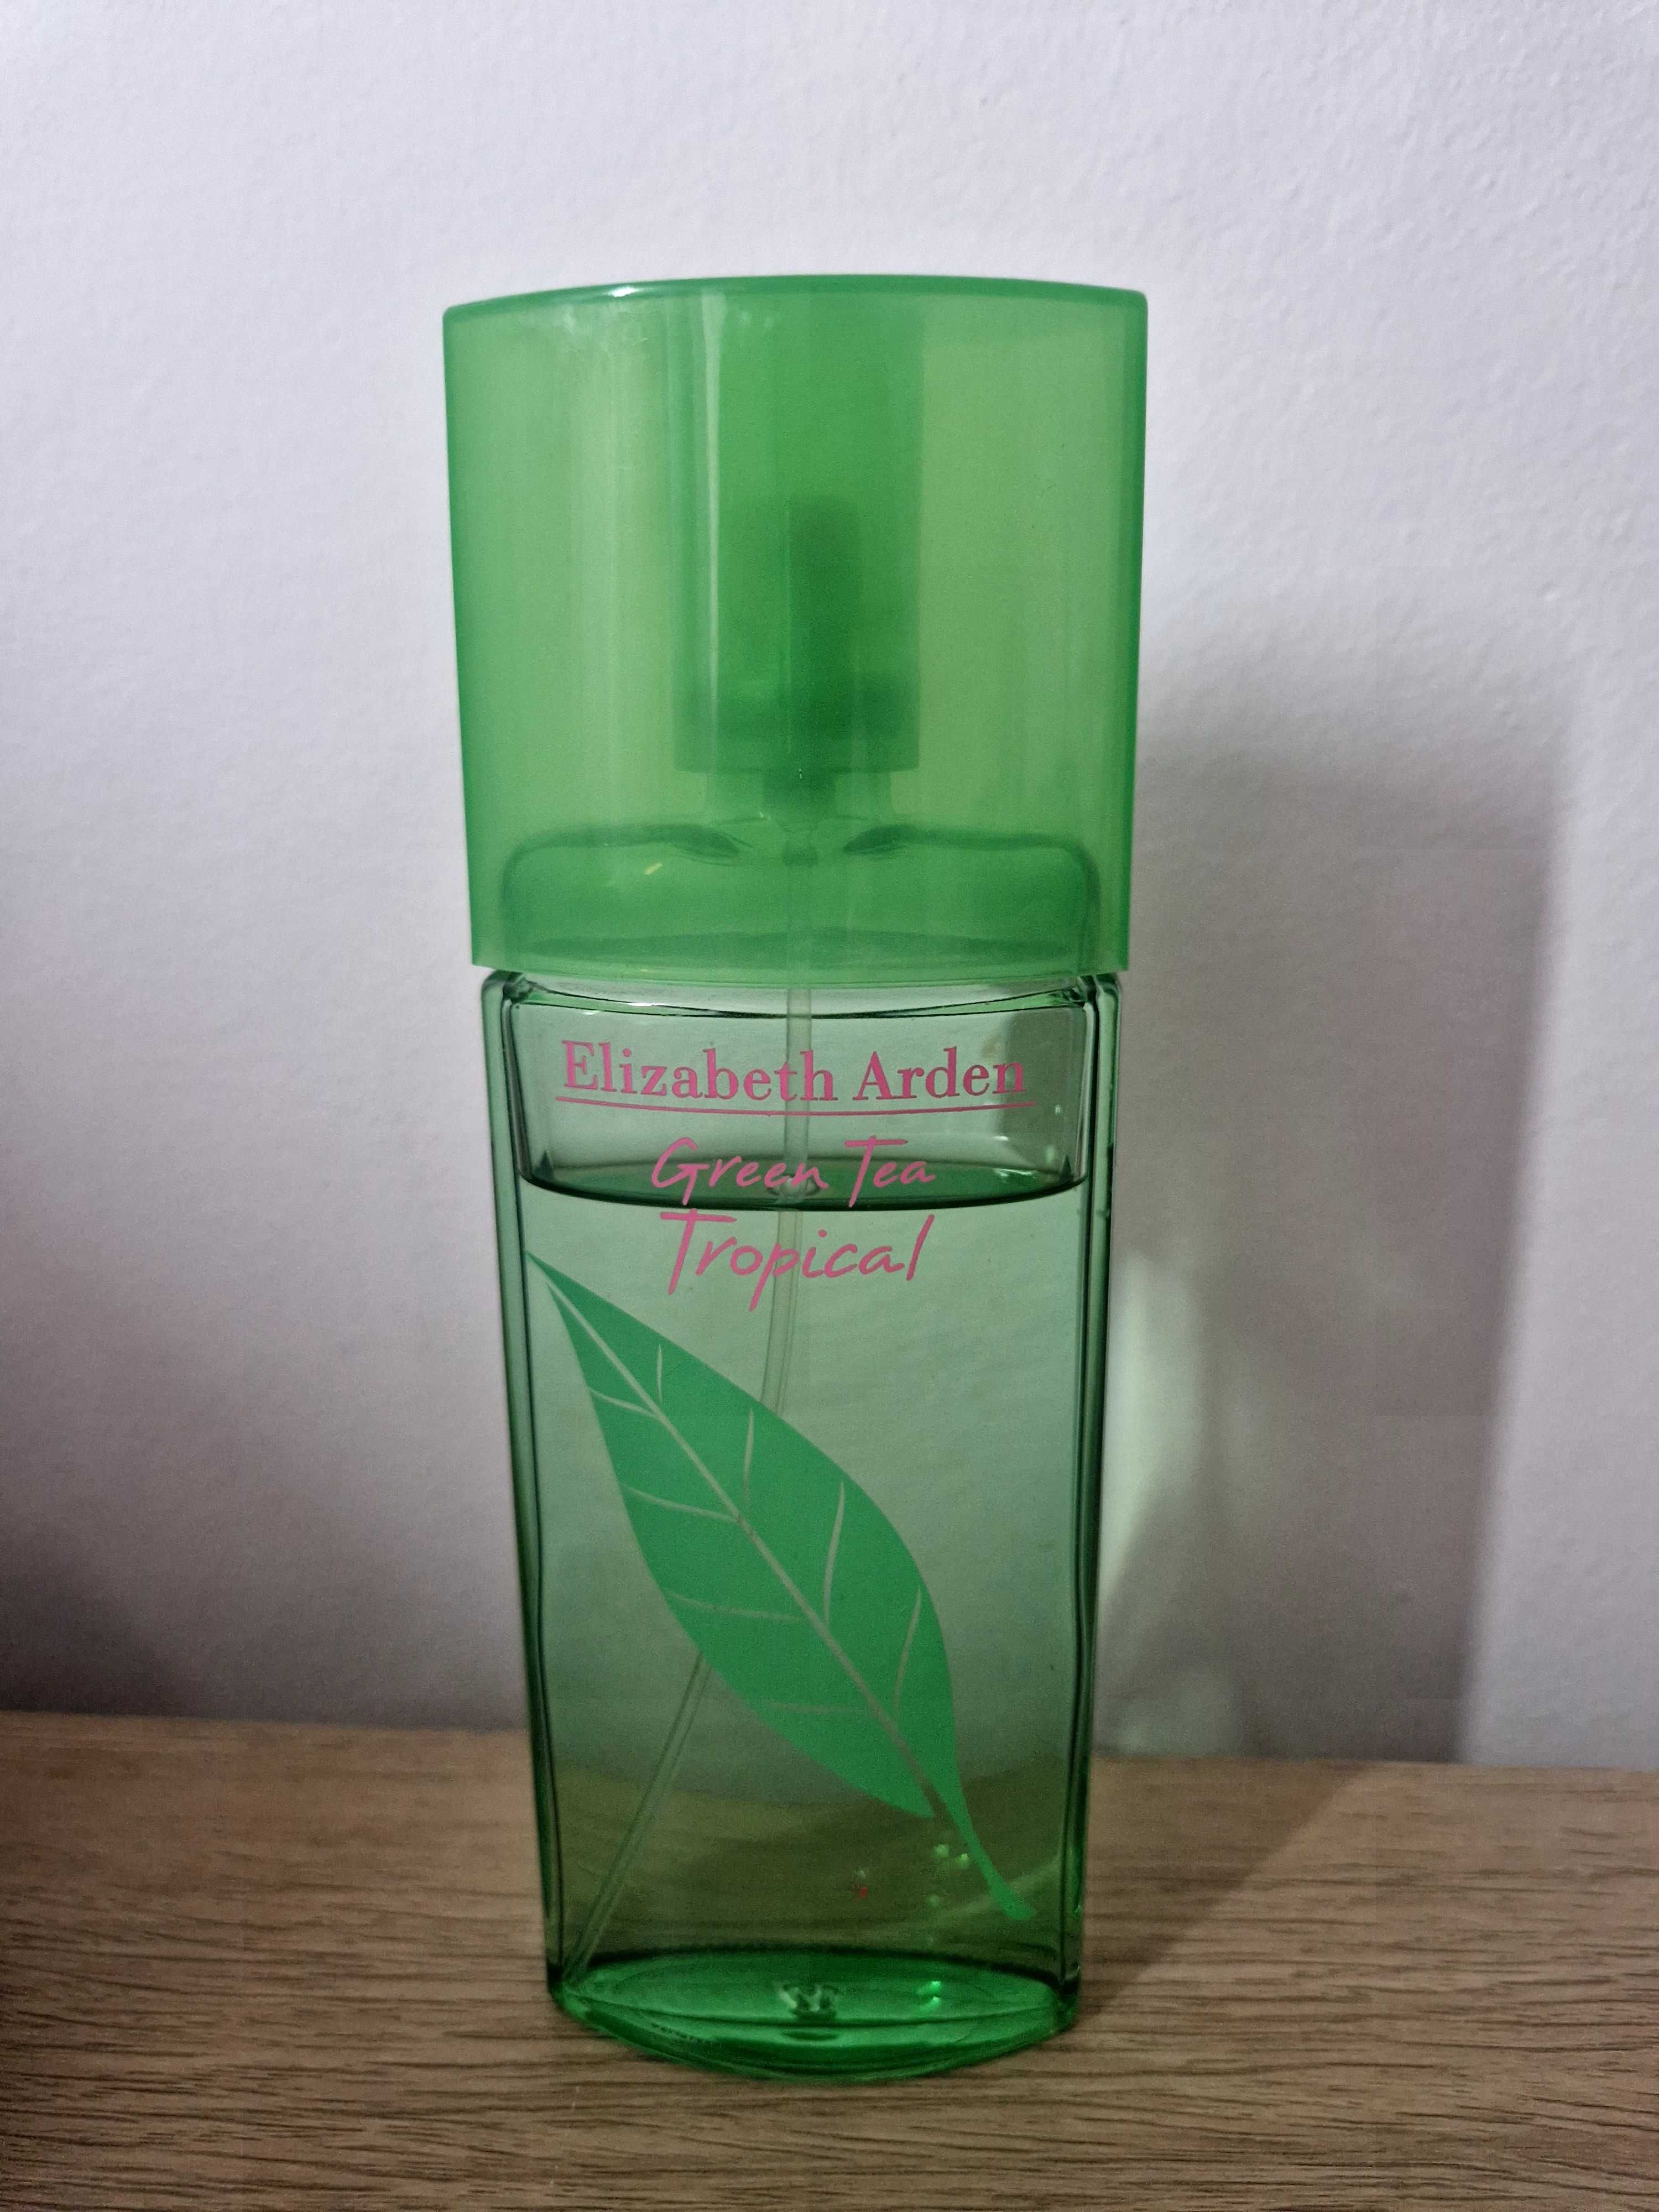 Elizabeth Arden
Green Tea
Tropical